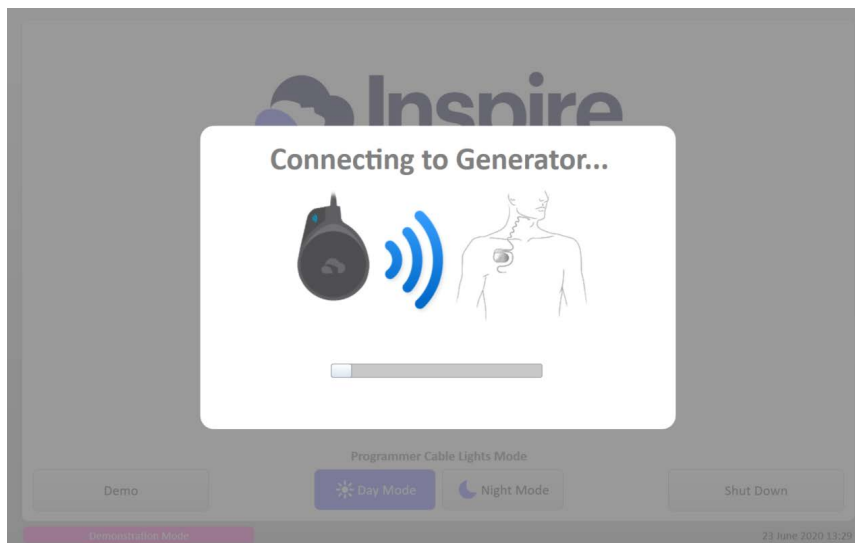 Inspire
Connecting to Generator...
Programmer Cable Lights Mode
Demo
Day Mode
Night Mode
Shut Down
Demonstration Mode
23 June 2020 13:29